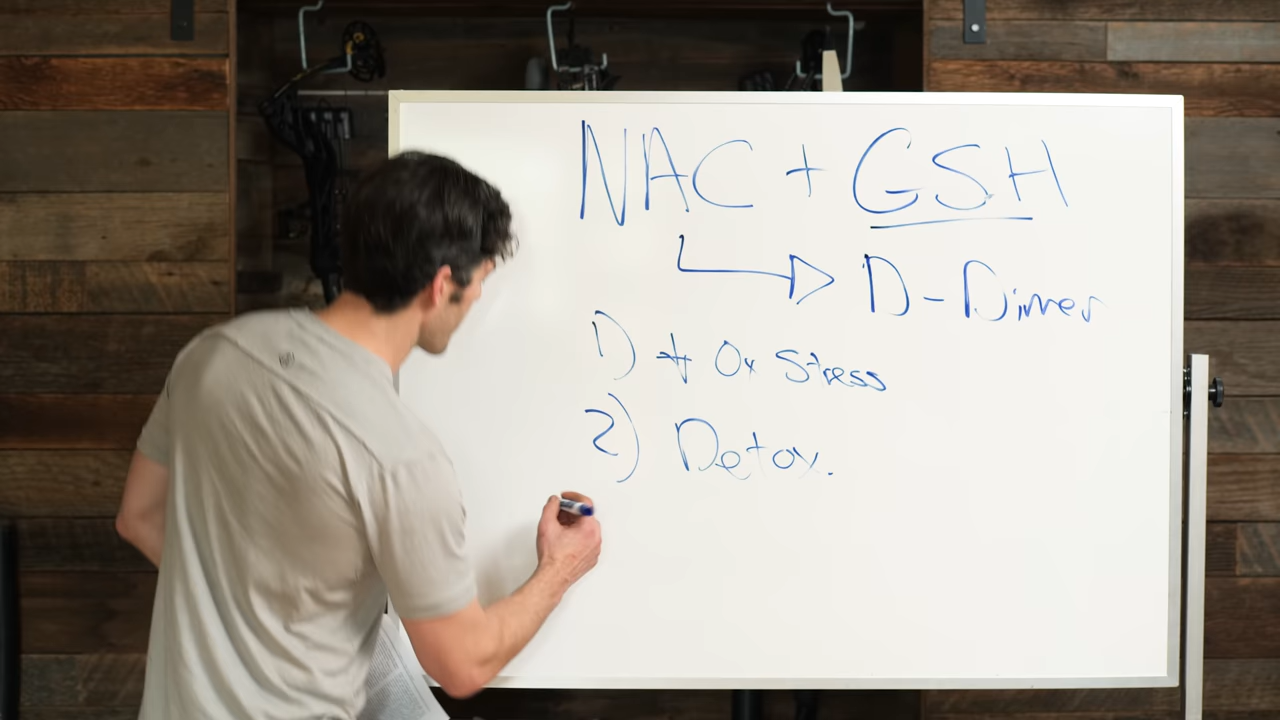 NAC + GSH
D-Dimer
1) ↓ Ox Stress
2) Detox.